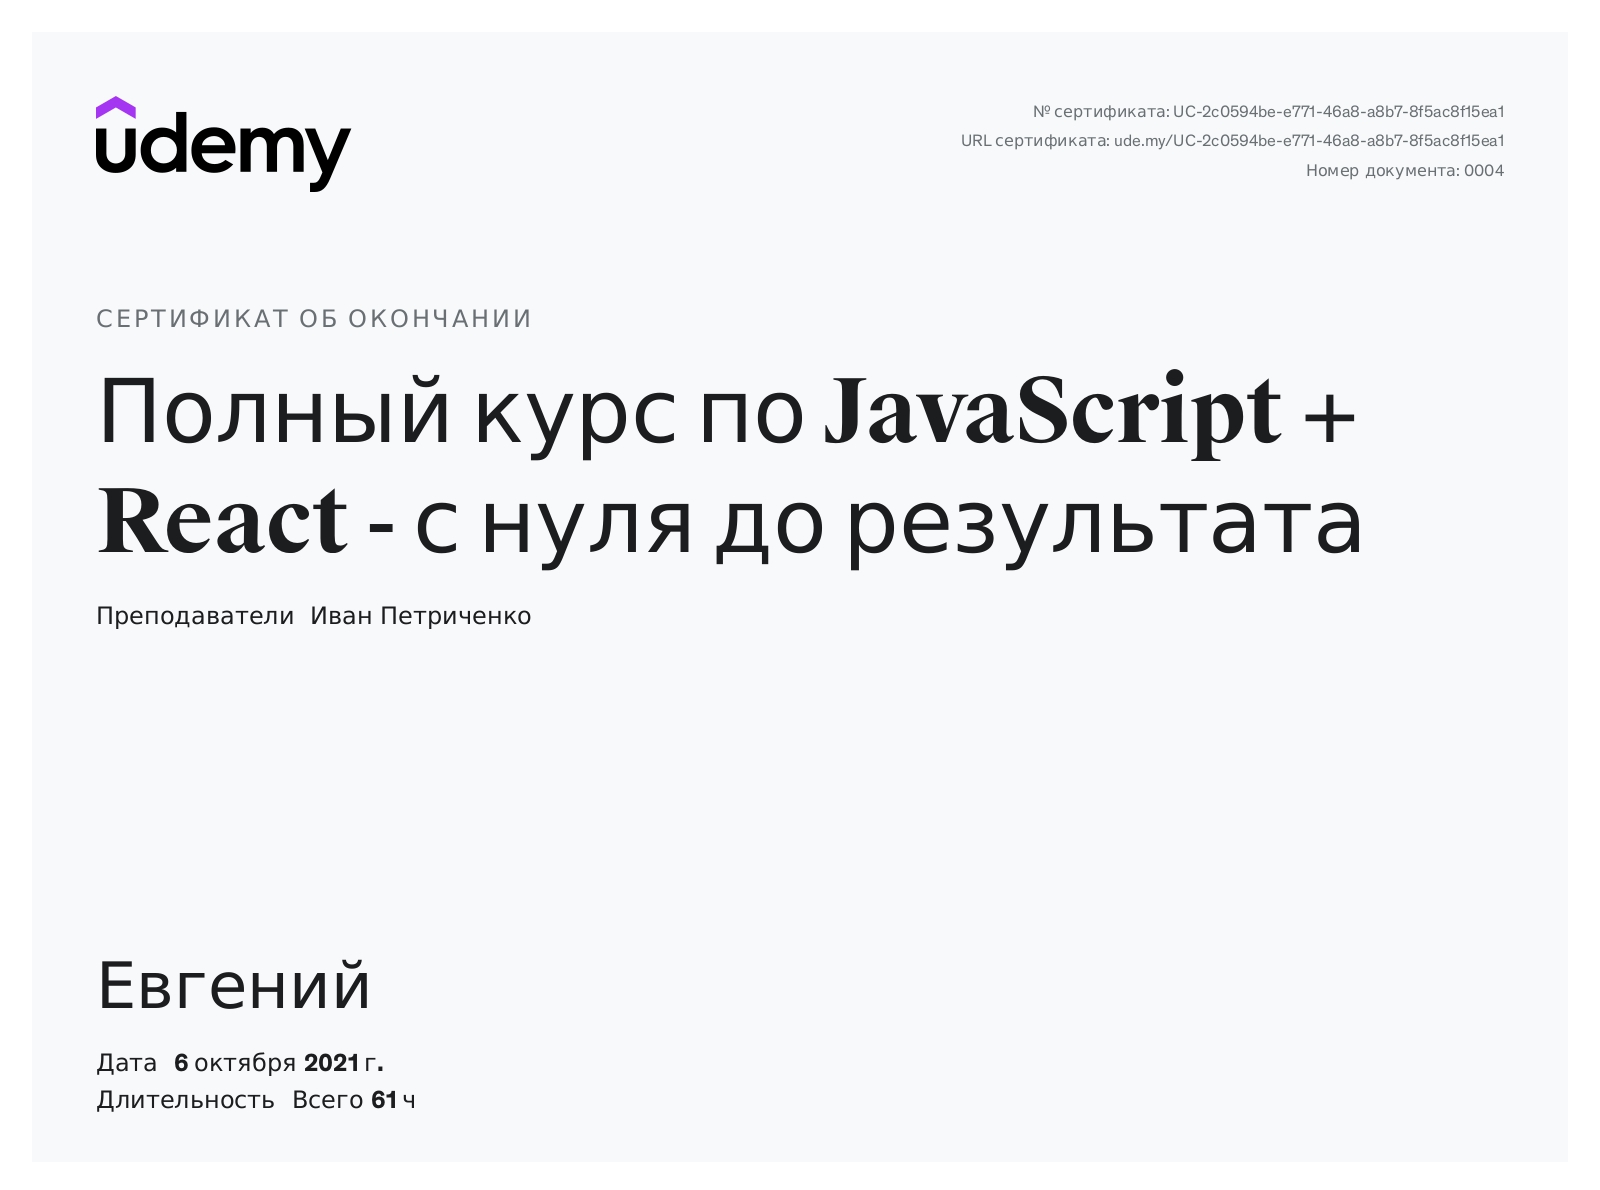 udemy
№ сертификата: UC-2c0594be-e771-46a8-a8b7-8f5ac8f15ea1
URL сертификата: ude.my/UC-2c0594be-e771-46a8-a8b7-8f5ac8f15ea1
Номер документа: 0004
СЕРТИФИКАТ ОБ ОКОНЧАНИИ
Полный курс по JavaScript +
React - с нуля до результата
Преподаватели Иван Петриченко
Евгений
Дата 6 октября 2021 г.
Длительность Всего 61 ч